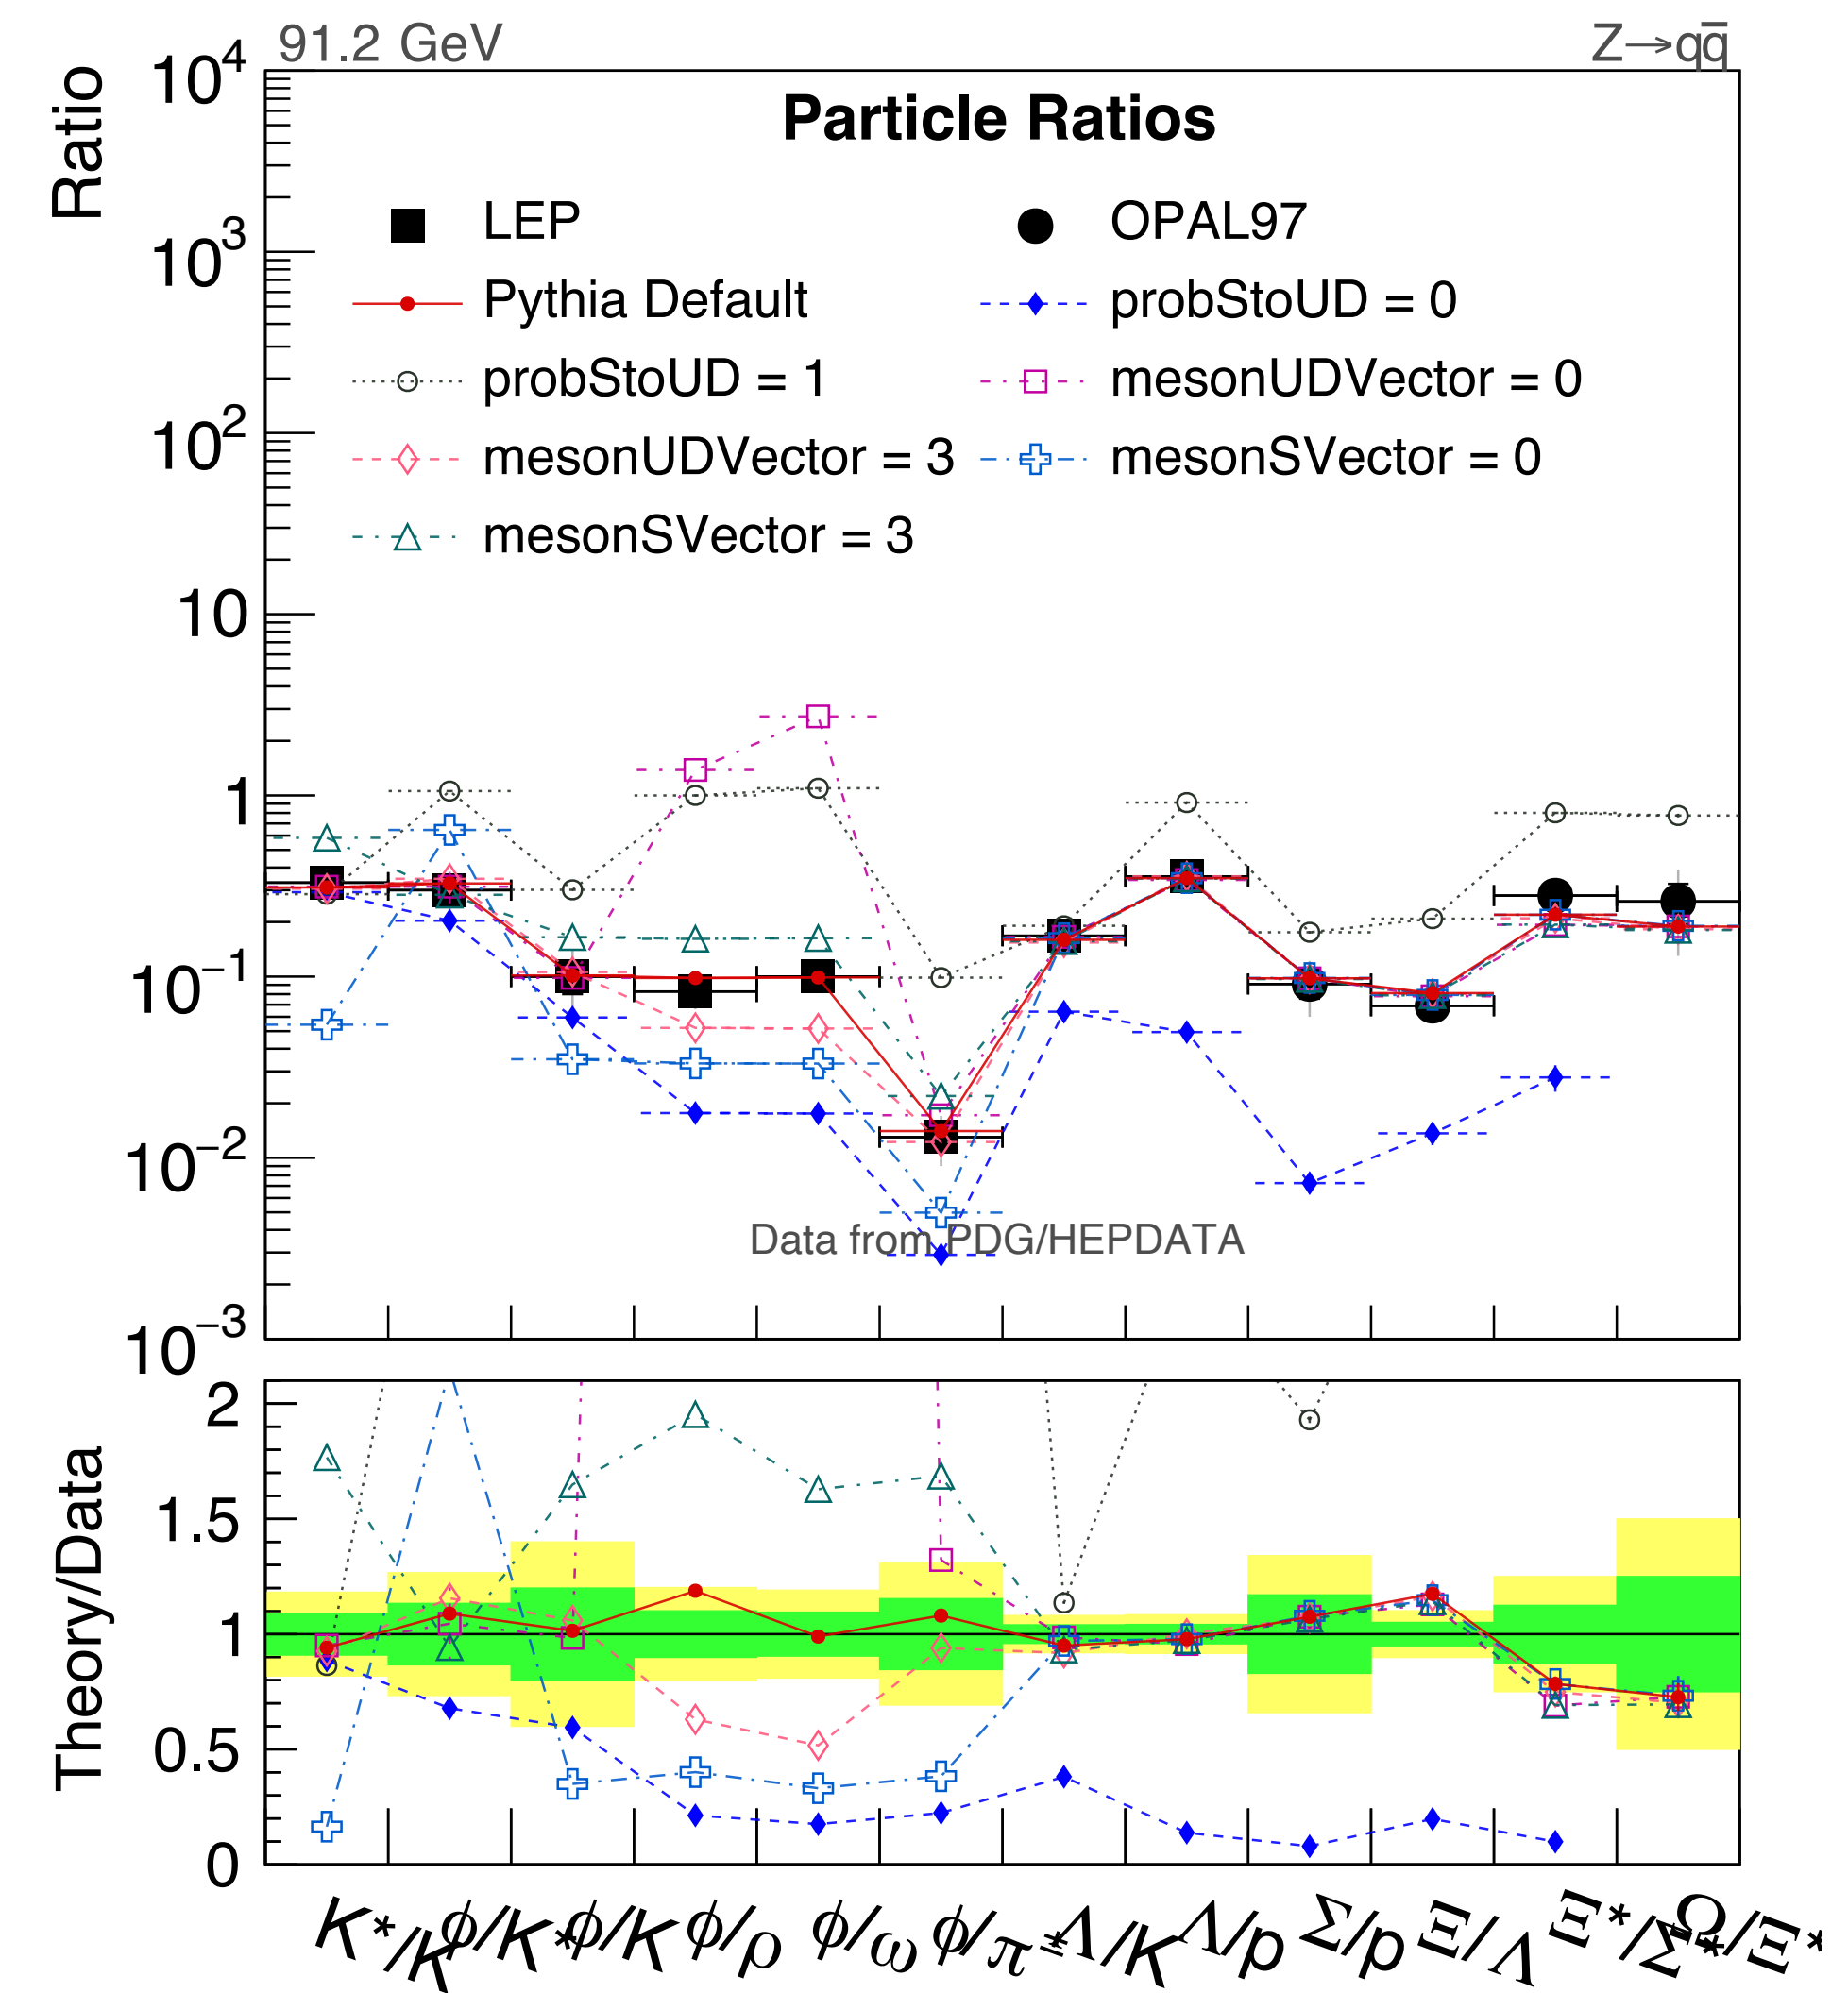 91.2 GeV Z→qq̅
Particle Ratios
Ratio
LEP OPAL97
Pythia Default probStoUD = 0
probStoUD = 1 mesonUDVector = 0
mesonUDVector = 3 mesonSVector = 0
mesonSVector = 3
10⁴
10³
10²
10
1
10⁻¹
10⁻²
10⁻³
Data from PDG/HEPDATA
Theory/Data
2
1.5
1
0.5
0
K*/K ϕ/K* ϕ/K ϕ/ρ ϕ/ω ϕ/π± Λ/K Λ/p Σ/p Ξ/Λ Ξ*/Σ* Ω/Ξ*